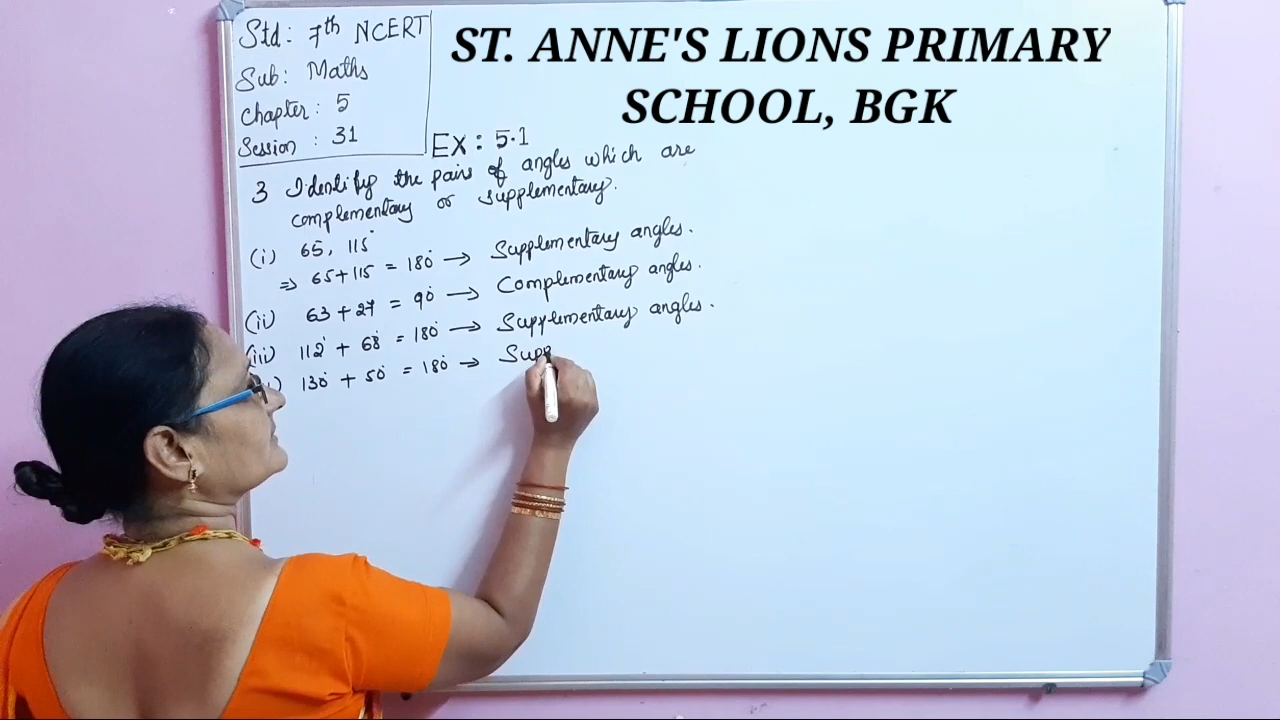 Std: 7th NCERT
Sub: Maths
Chapter: 5
Session: 31
ST. ANNE'S LIONS PRIMARY
SCHOOL, BGK
Ex: 5.1
3 Identify the pairs of angles which are
complementary or supplementary.
(i) 65, 115°
⇒ 65+115 = 180° → Supplementary angles.
(ii) 63 + 27 = 90° → Complementary angles.
(iii) 112° + 68° = 180° → Supplementary angles.
) 130° + 50° = 180° → Supp